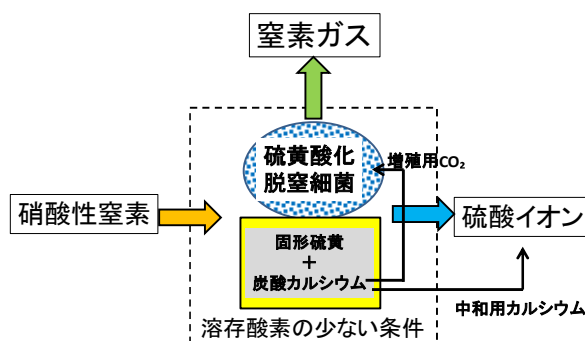 窒素ガス
硫黄酸化
脱窒細菌
増殖用CO₂
硝酸性窒素
硫酸イオン
固形硫黄
＋
炭酸カルシウム
中和用カルシウム
溶存酸素の少ない条件